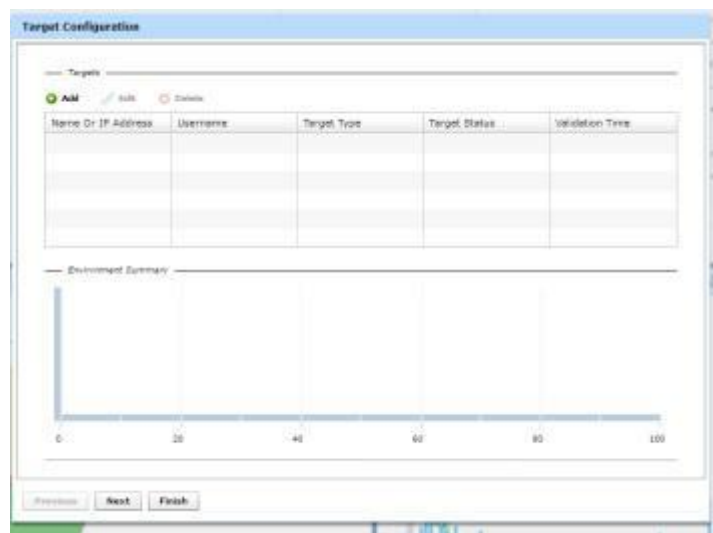 Target Configuration
Targets
Add Edit Delete
Name Or IP Address Username Target Type Target Status Validation Time
Environment Summary
0 20 40 60 80 100
Previous Next Finish